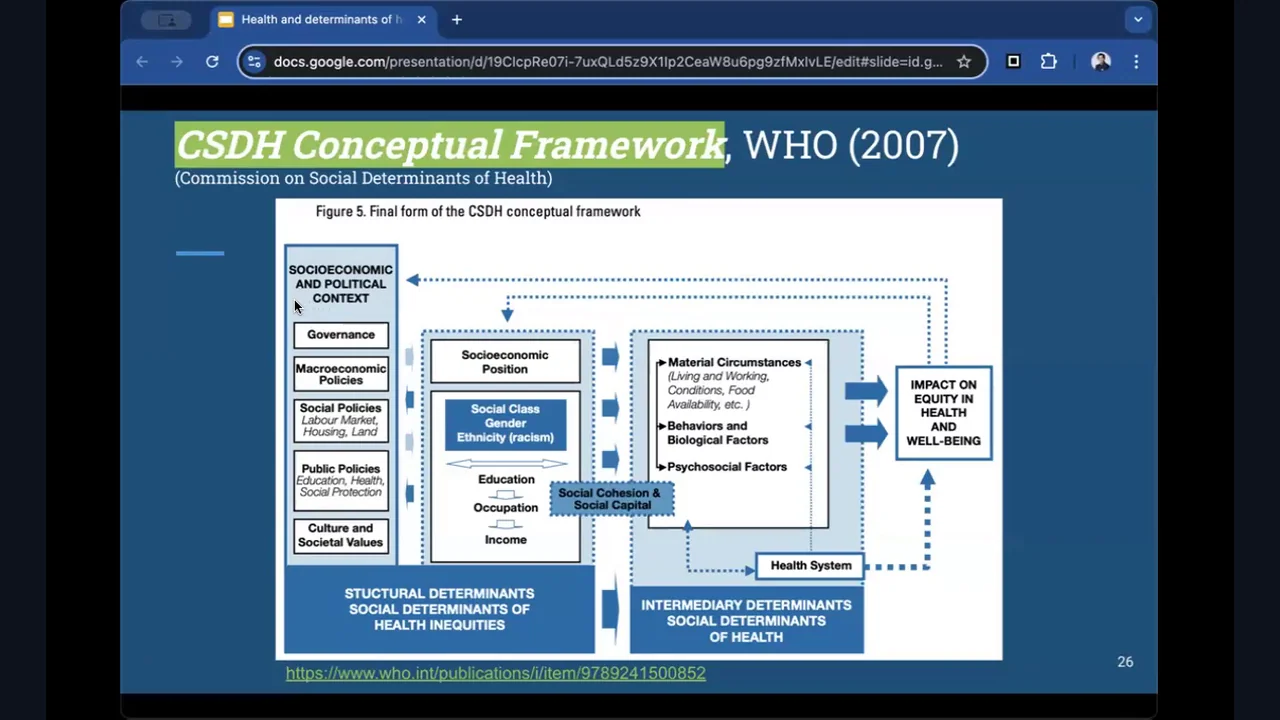 Health and determinants of h
docs.google.com/presentation/d/19ClcpRe07i-7uxQLd5z9X1Ip2CeaW8u6pg9zfMxIvLE/edit#slide=id.g...
CSDH Conceptual Framework, WHO (2007)
(Commission on Social Determinants of Health)
Figure 5. Final form of the CSDH conceptual framework
SOCIOECONOMIC
AND POLITICAL
CONTEXT
Governance
Macroeconomic
Policies
Social Policies
Labour Market,
Housing, Land
Public Policies
Education, Health,
Social Protection
Culture and
Societal Values
Socioeconomic
Position
Social Class
Gender
Ethnicity (racism)
Education
Occupation
Income
Social Cohesion &
Social Capital
Material Circumstances
(Living and Working,
Conditions, Food
Availability, etc. )
Behaviors and
Biological Factors
Psychosocial Factors
Health System
IMPACT ON
EQUITY IN
HEALTH
AND
WELL-BEING
STUCTURAL DETERMINANTS
SOCIAL DETERMINANTS OF
HEALTH INEQUITIES
INTERMEDIARY DETERMINANTS
SOCIAL DETERMINANTS
OF HEALTH
https://www.who.int/publications/i/item/9789241500852
26